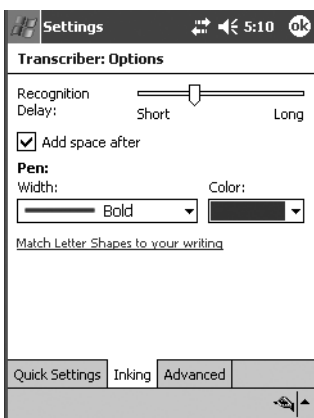 Settings 5:10 ok
Transcriber: Options
Recognition
Delay:
Short Long
Add space after
Pen:
Width: Color:
Bold
Match Letter Shapes to your writing
Quick Settings Inking Advanced